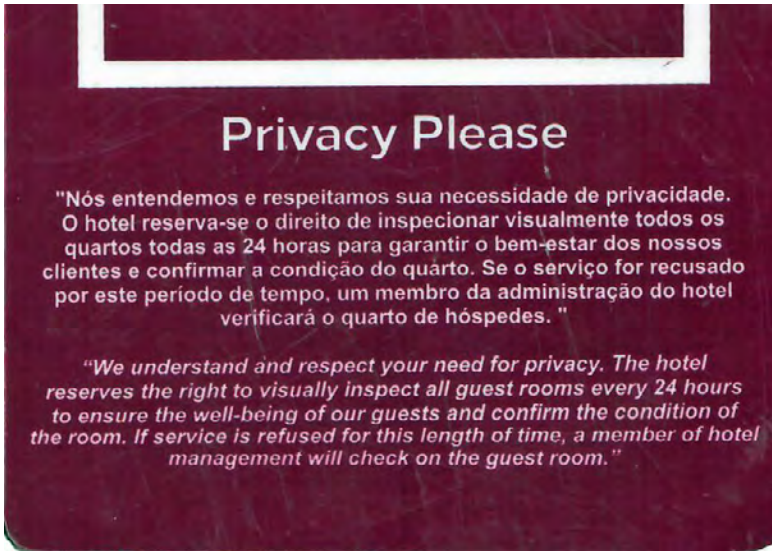 Privacy Please
"Nós entendemos e respeitamos sua necessidade de privacidade.
O hotel reserva-se o direito de inspecionar visualmente todos os
quartos todas as 24 horas para garantir o bem-estar dos nossos
clientes e confirmar a condição do quarto. Se o serviço for recusado
por este período de tempo, um membro da administração do hotel
verificará o quarto de hóspedes. "
“We understand and respect your need for privacy. The hotel
reserves the right to visually inspect all guest rooms every 24 hours
to ensure the well-being of our guests and confirm the condition of
the room. If service is refused for this length of time, a member of hotel
management will check on the guest room.”